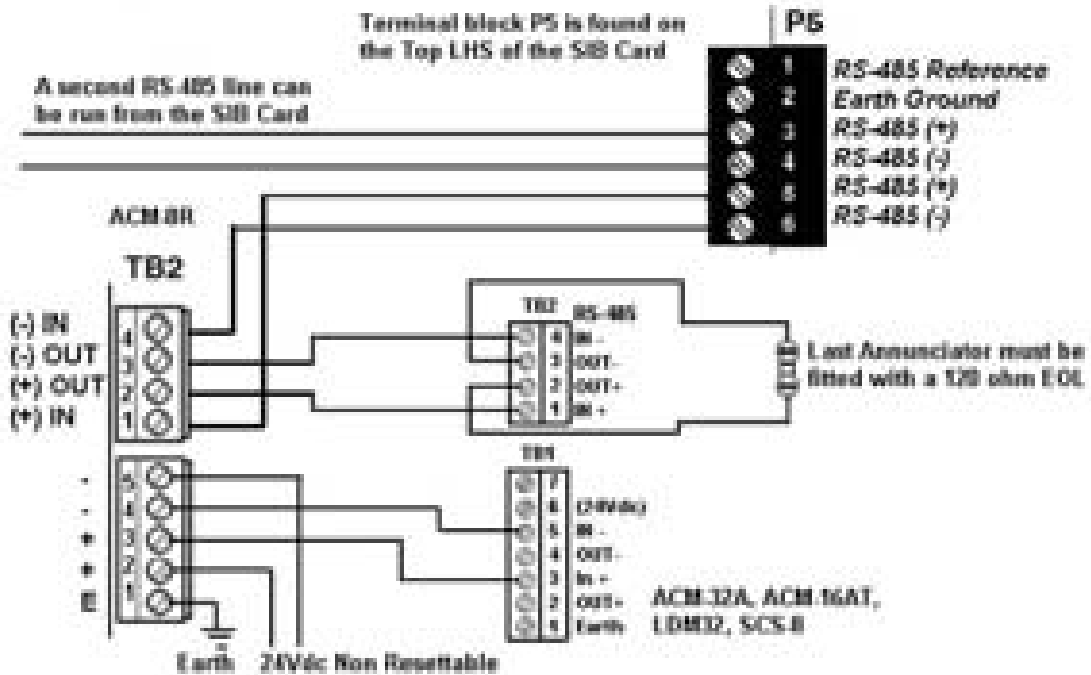 Terminal block P5 is found on
the Top LHS of the SIB Card
P5
A second RS-485 line can
be run from the SIB Card
1 RS-485 Reference
2 Earth Ground
3 RS-485 (+)
4 RS-485 (-)
5 RS-485 (+)
6 RS-485 (-)
ACM-8R
TB2
(-) IN 4
(-) OUT 3
(+) OUT 2
(+) IN 1
TB2 RS-485
4 IN -
3 OUT-
2 OUT+
1 IN +
Last Annunciator must be
fitted with a 120 ohm EOL
- 5
- 4
+ 3
+ 2
E 1
Earth
24Vdc Non Resettable
TB1
7
6 (24Vdc)
5 IN -
4 OUT-
3 In +
2 OUT+
1 Earth
ACM-32A, ACM-16AT,
LDM32, SCS-8